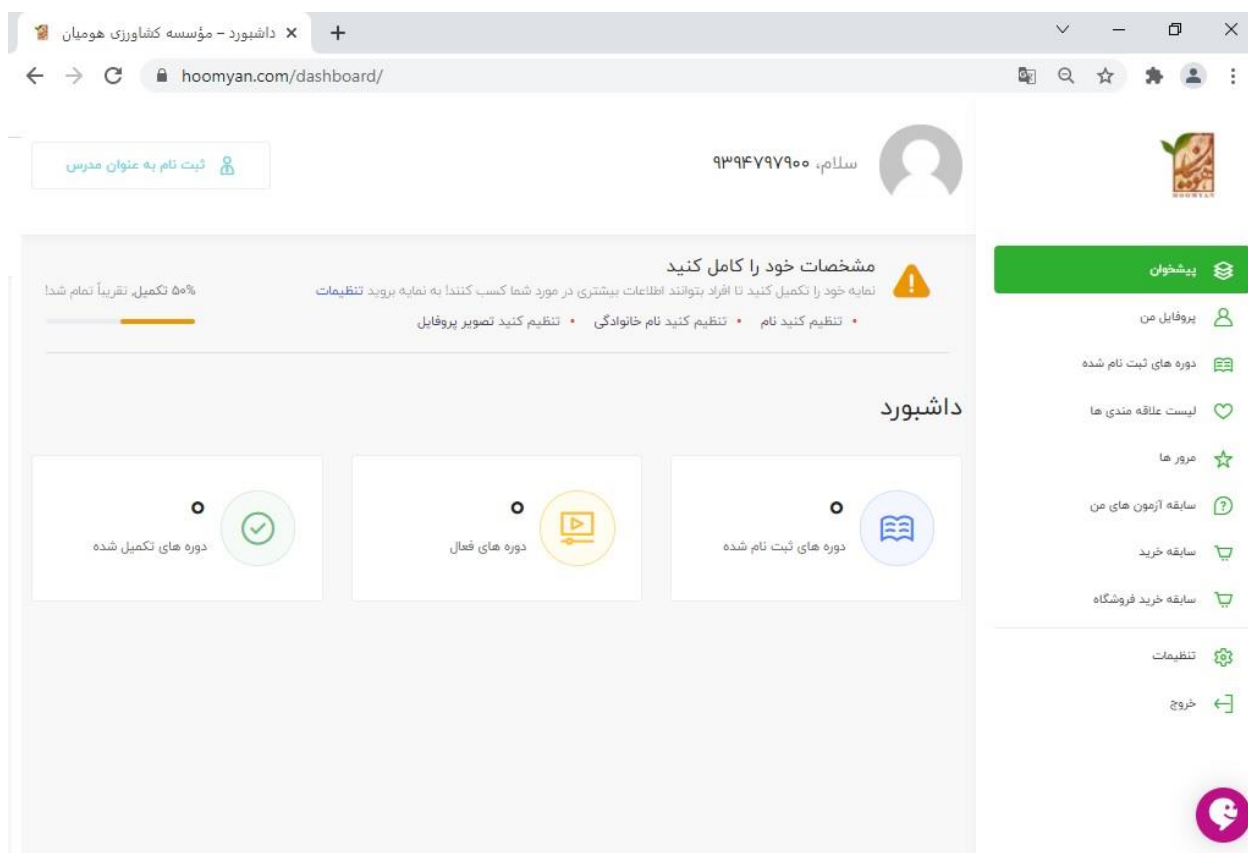 داشبورد – مؤسسه کشاورزی هومیان
hoomyan.com/dashboard/
HOOMYAN
سلام، ۹۳۹۴۷۹۷۹۰۰
ثبت نام به عنوان مدرس
پیشخوان
پروفایل من
دوره های ثبت نام شده
لیست علاقه مندی ها
مرور ها
سابقه آزمون های من
سابقه خرید
سابقه خرید فروشگاه
تنظیمات
خروج
مشخصات خود را کامل کنید
نمایه خود را تکمیل کنید تا افراد بتوانند اطلاعات بیشتری در مورد شما کسب کنند! به نمایه بروید تنظیمات
۵۰% تکمیل, تقریباً تمام شد!
• تنظیم کنید نام • تنظیم کنید نام خانوادگی • تنظیم کنید تصویر پروفایل
داشبورد
۰
دوره های ثبت نام شده
۰
دوره های فعال
۰
دوره های تکمیل شده